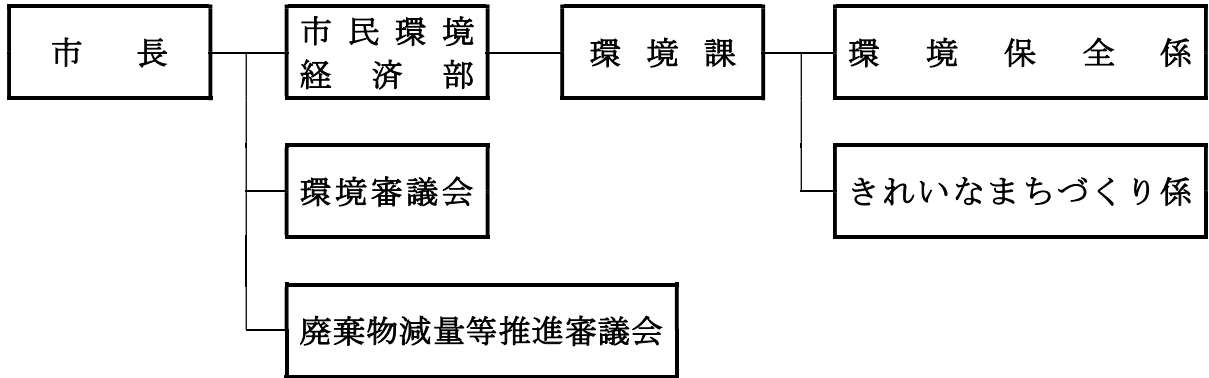 市長
市民環境
経済部
環境課
環境保全係
環境審議会
きれいなまちづくり係
廃棄物減量等推進審議会